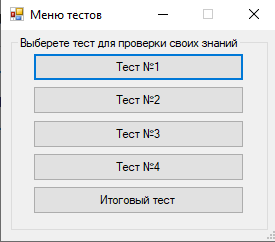 Меню тестов
Выберете тест для проверки своих знаний
Тест №1
Тест №2
Тест №3
Тест №4
Итоговый тест